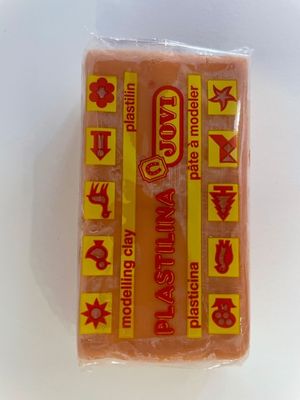 plastilin
modelling clay
PLASTILINA JOVI
pâte à modeler
plasticina